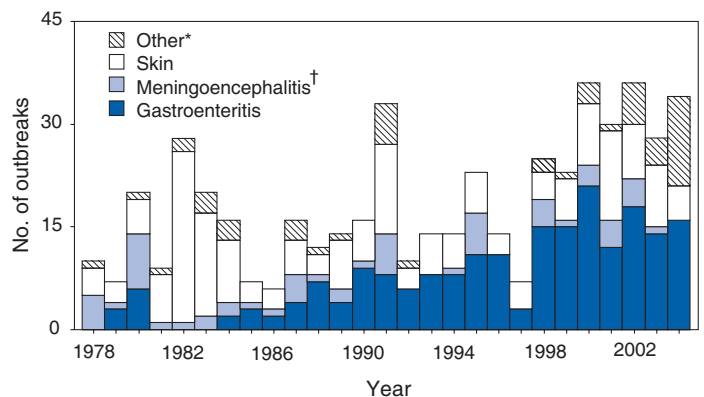 45
30
15
0
No. of outbreaks
Other*
Skin
Meningoencephalitis†
Gastroenteritis
1978 1982 1986 1990 1994 1998 2002
Year